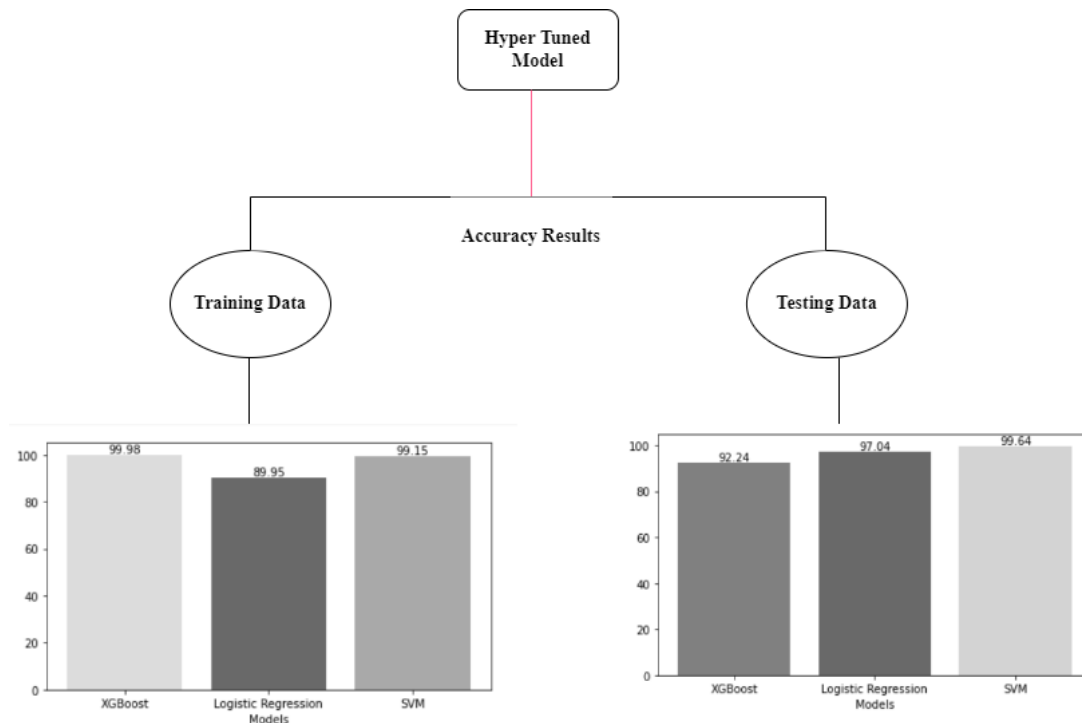 Hyper Tuned
Model
Accuracy Results
Training Data
Testing Data
99.98
89.95
99.15
100
80
60
40
20
0
XGBoost
Logistic Regression
SVM
Models
92.24
97.04
99.64
100
80
60
40
20
0
XGBoost
Logistic Regression
SVM
Models